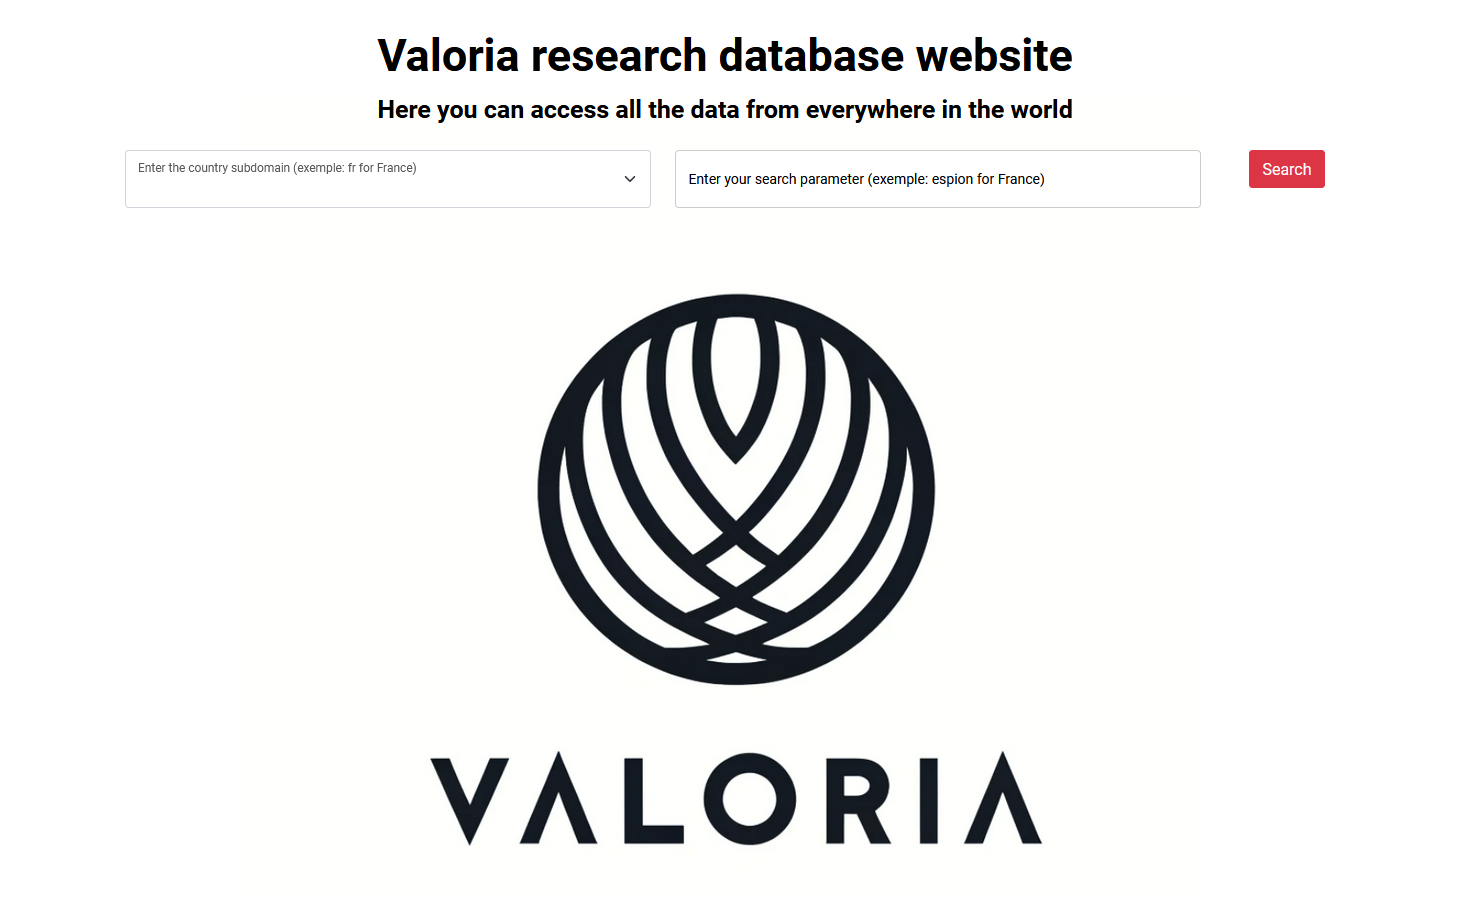 Valoria research database website
Here you can access all the data from everywhere in the world
Enter the country subdomain (exemple: fr for France)
Enter your search parameter (exemple: espion for France)
Search
VALORIA